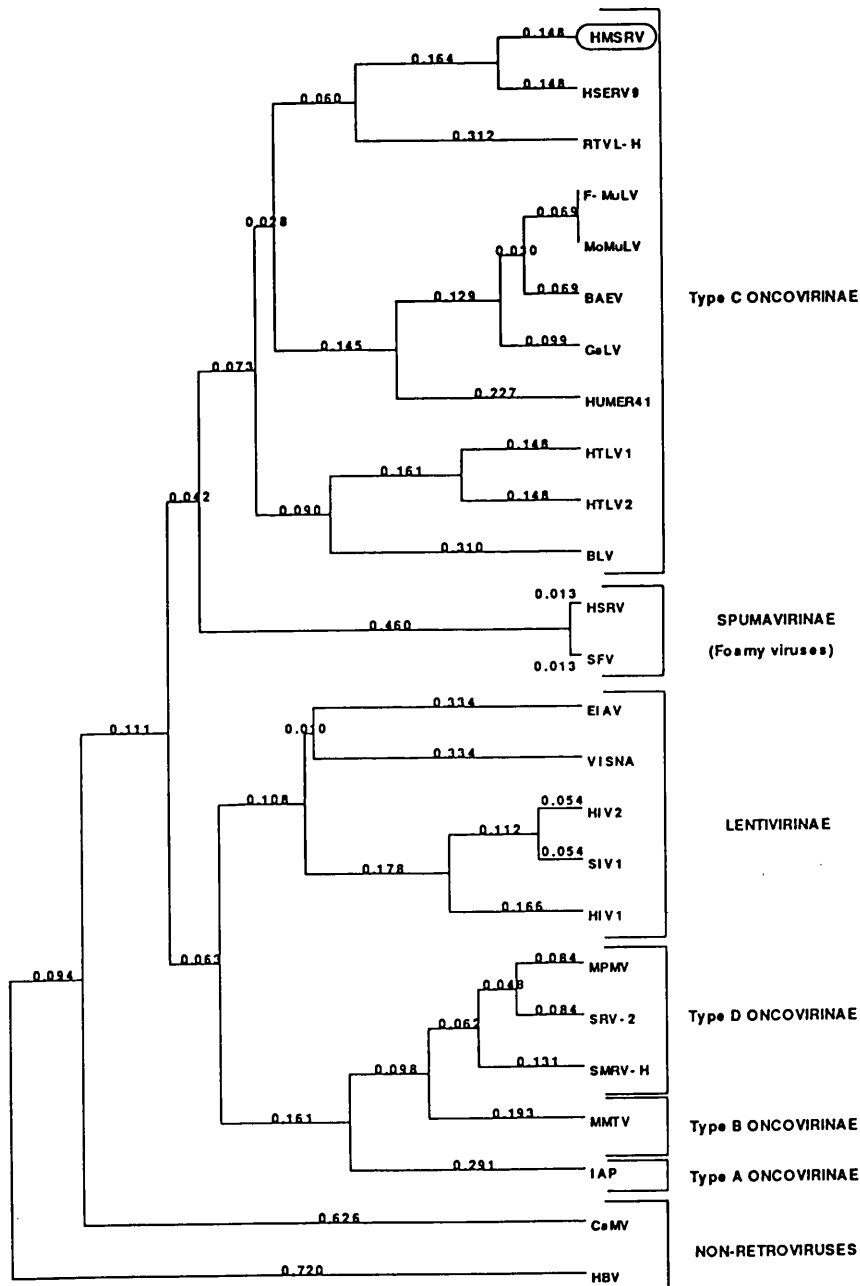 0.148
HMSRV
0.164
0.148
HSERV9
0.060
0.312
RTVL-H
F-MuLV
0.069
MoMuLV
0.028
0.030
0.069
BAEV
0.129
Type C ONCOVIRINAE
0.099
GaLV
0.145
0.073
0.227
HUMER41
0.148
HTLV1
0.161
0.148
HTLV2
0.042
0.090
0.310
BLV
0.013
HSRV
SPUMAVIRINAE
0.460
(Foamy viruses)
SFV
0.013
0.334
EIAV
0.111
0.010
0.334
VISNA
0.108
0.054
HIV2
0.112
LENTIVIRINAE
0.054
SIV1
0.178
0.166
HIV1
0.063
0.084
MPMV
0.094
0.048
0.084
SRV-2
Type D ONCOVIRINAE
0.062
0.131
SMRV-H
0.098
0.193
MMTV
Type B ONCOVIRINAE
0.161
0.291
IAP
Type A ONCOVIRINAE
0.626
CaMV
NON-RETROVIRUSES
0.720
HBV